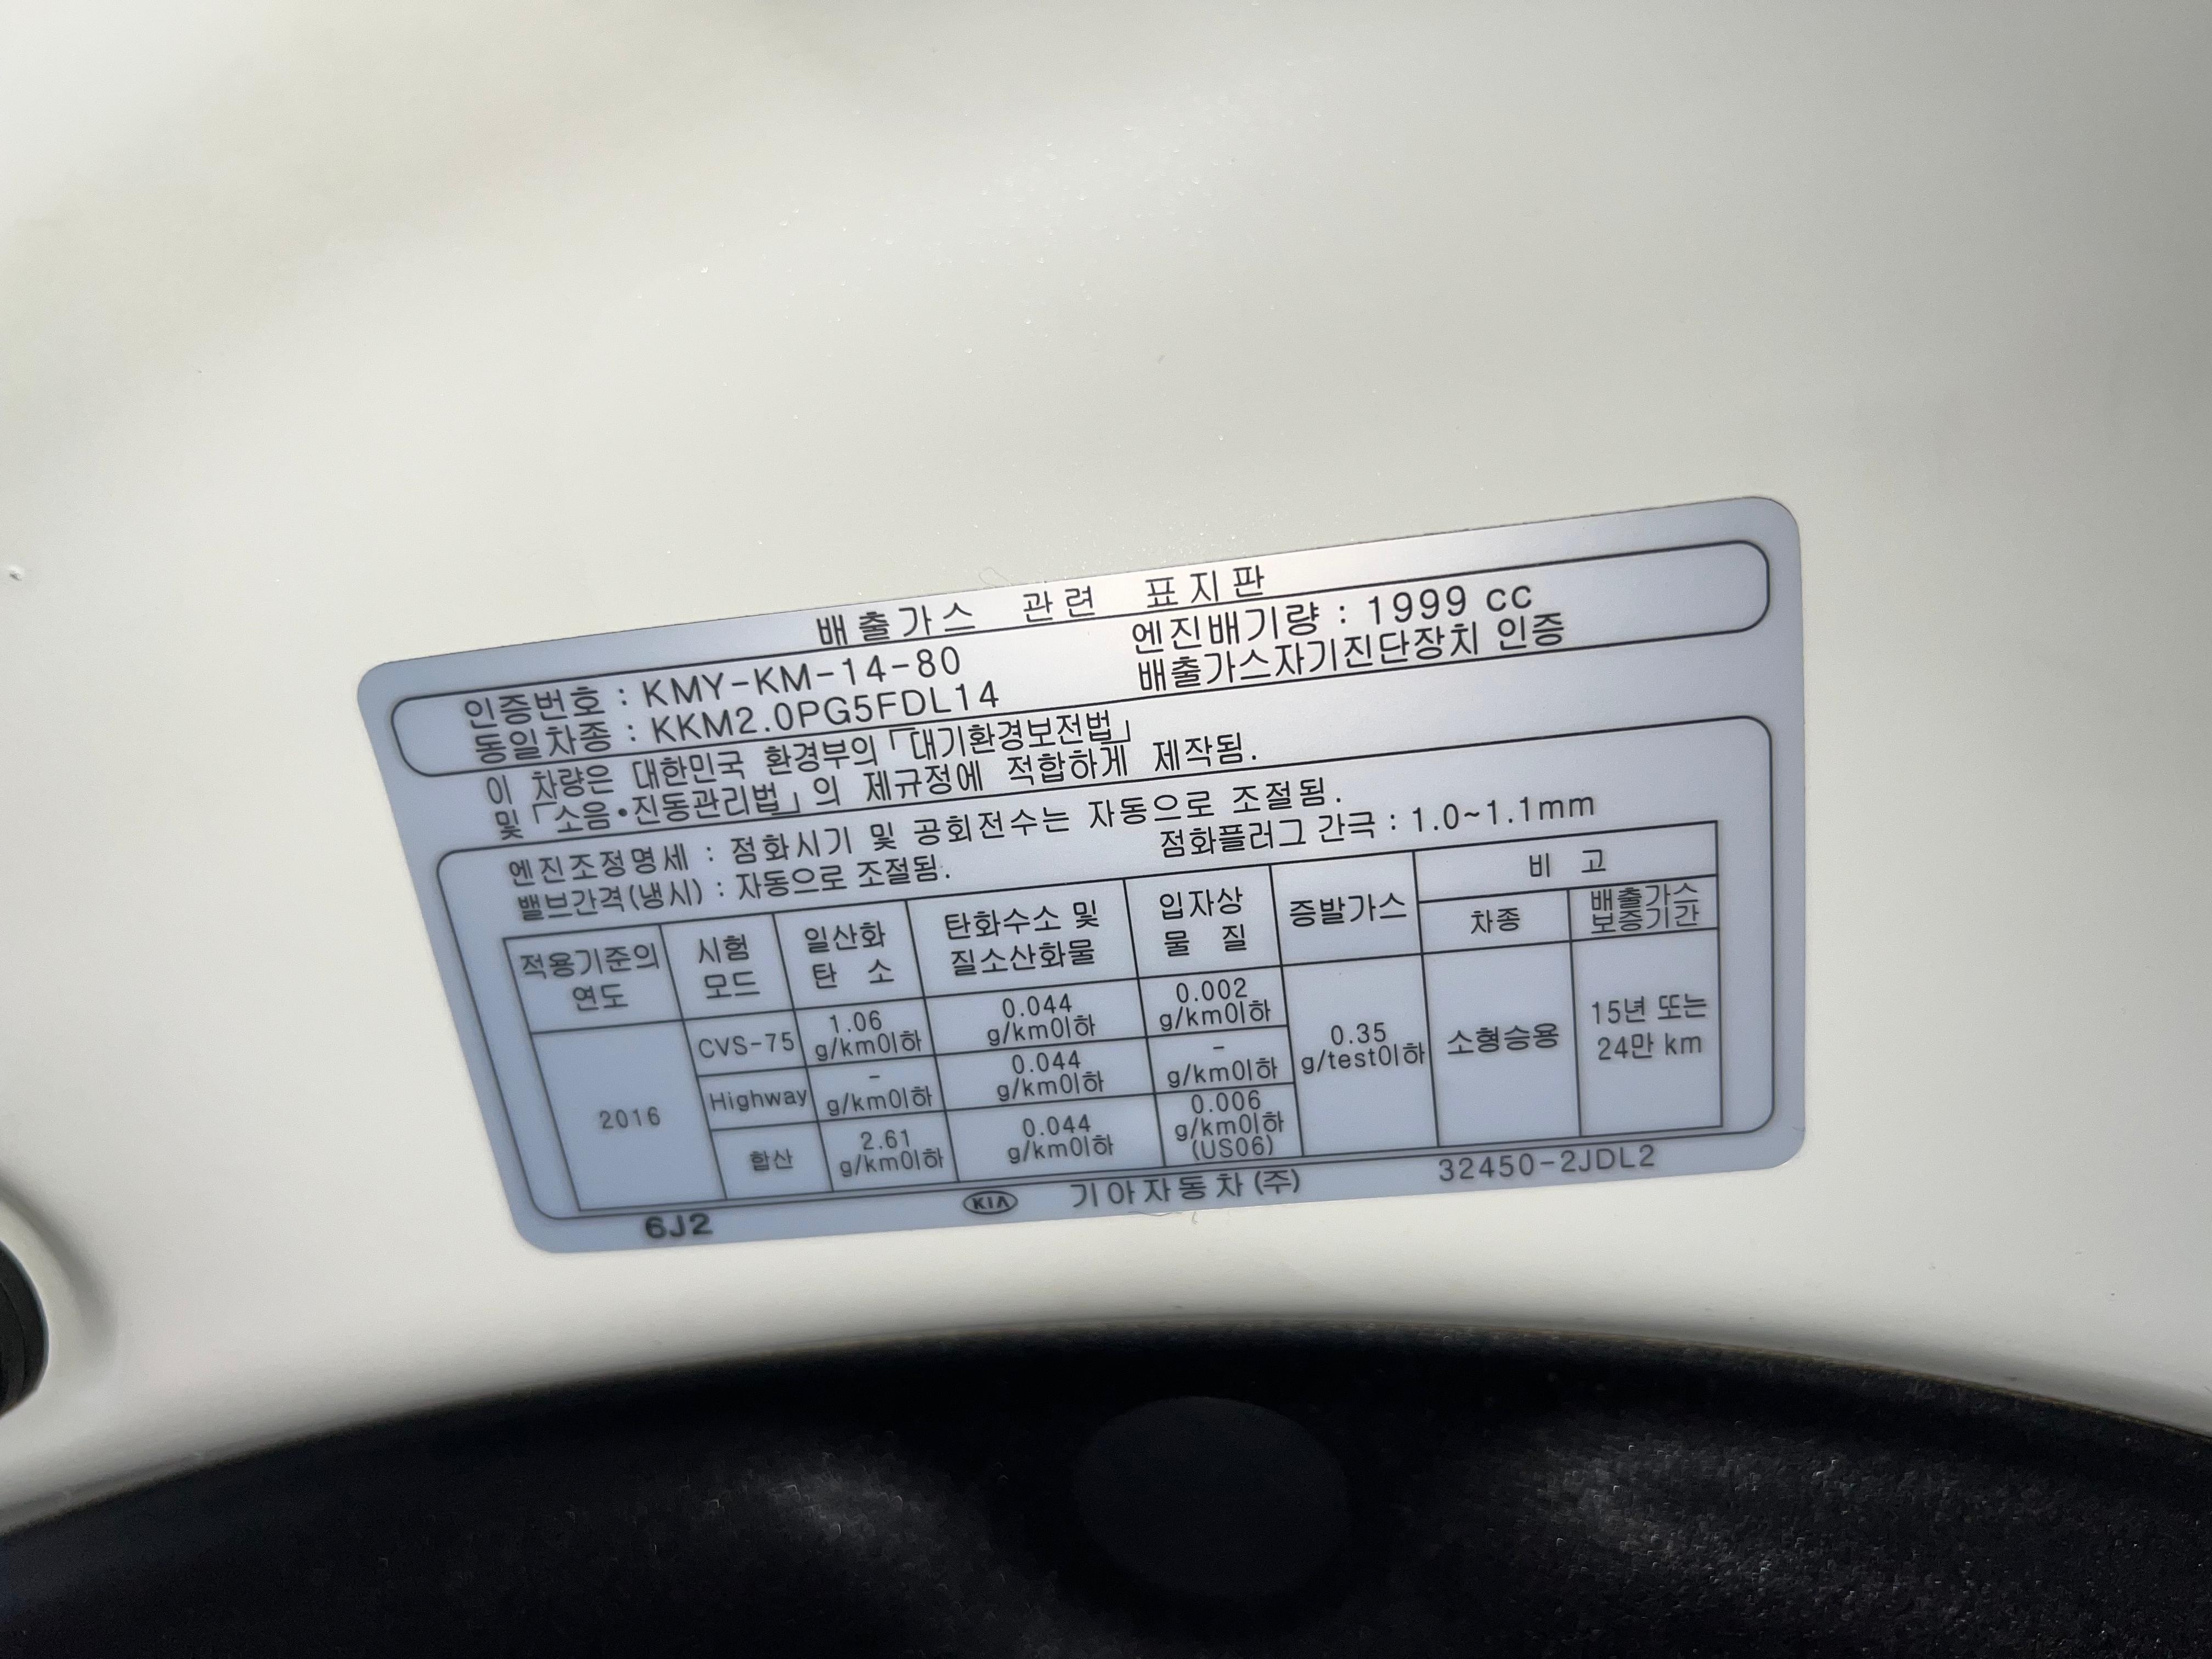 배출가스 관련 표지판
인증번호 : KMY-KM-14-80 엔진배기량 : 1999 cc
동일차종 : KKM2.0PG5FDL14 배출가스자기진단장치 인증
이 차량은 대한민국 환경부의 「대기환경보전법」
및 「소음•진동관리법」의 제규정에 적합하게 제작됨.
엔진조정명세 : 점화시기 및 공회전수는 자동으로 조절됨.
밸브간격(냉시) : 자동으로 조절됨. 점화플러그 간극 : 1.0~1.1mm
적용기준의 연도 시험 모드 일산화 탄소 탄화수소 및 질소산화물 입자상 물질 증발가스 비고
차종 배출가스 보증기간
2016 CVS-75 1.06 g/km이하 0.044 g/km이하 0.002 g/km이하 0.35 g/test이하 소형승용 15년 또는 24만 km
Highway - g/km이하 0.044 g/km이하 - g/km이하
합산 2.61 g/km이하 0.044 g/km이하 0.006 g/km이하 (US06)
6J2 KIA 기아자동차(주) 32450-2JDL2